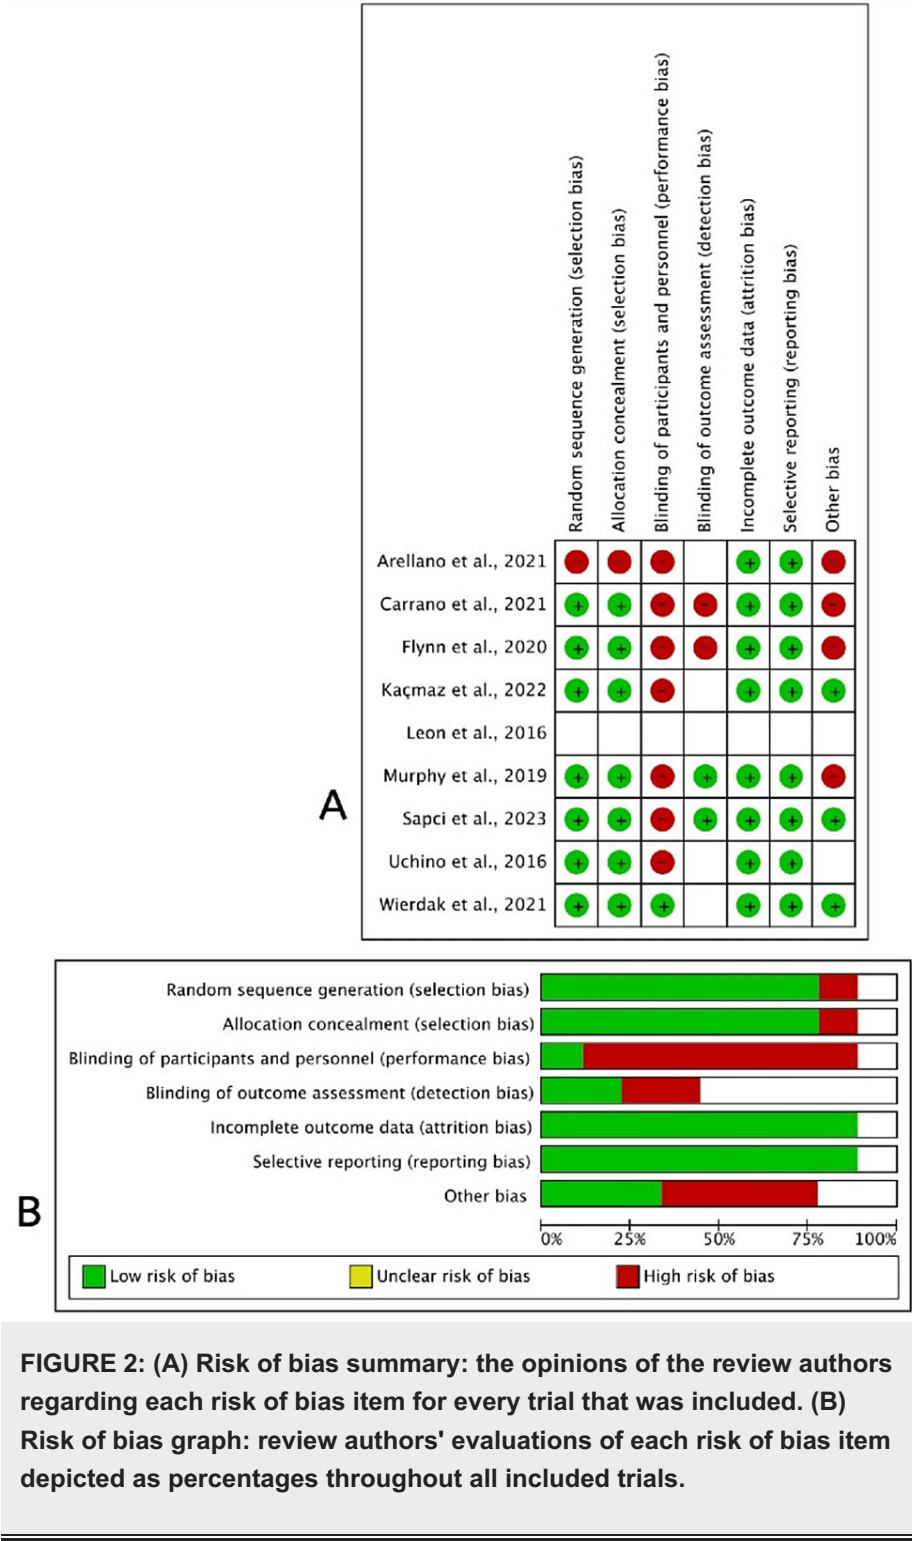 Random sequence generation (selection bias)
Allocation concealment (selection bias)
Blinding of participants and personnel (performance bias)
Blinding of outcome assessment (detection bias)
Incomplete outcome data (attrition bias)
Selective reporting (reporting bias)
Other bias
Arellano et al., 2021 - + + -
Carrano et al., 2021 + + - - + + -
Flynn et al., 2020 + + - - + + -
Kaçmaz et al., 2022 + + - + + +
Leon et al., 2016
Murphy et al., 2019 + + - + + + -
Sapci et al., 2023 + + - + + + +
Uchino et al., 2016 + + - + +
Wierdak et al., 2021 + + + + + +
A
Random sequence generation (selection bias)
Allocation concealment (selection bias)
Blinding of participants and personnel (performance bias)
Blinding of outcome assessment (detection bias)
Incomplete outcome data (attrition bias)
Selective reporting (reporting bias)
Other bias
B
0% 25% 50% 75% 100%
Low risk of bias Unclear risk of bias High risk of bias
FIGURE 2: (A) Risk of bias summary: the opinions of the review authors
regarding each risk of bias item for every trial that was included. (B)
Risk of bias graph: review authors' evaluations of each risk of bias item
depicted as percentages throughout all included trials.